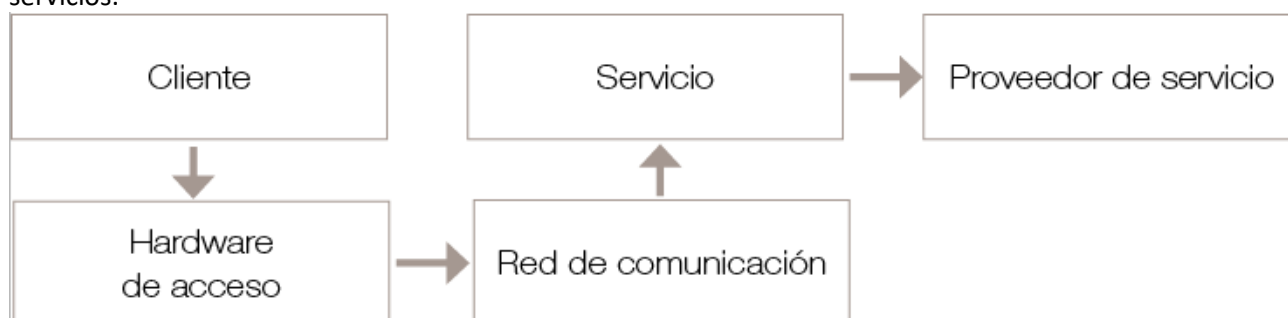 servicios.
Cliente
Servicio
Proveedor de servicio
Hardware
de acceso
Red de comunicación